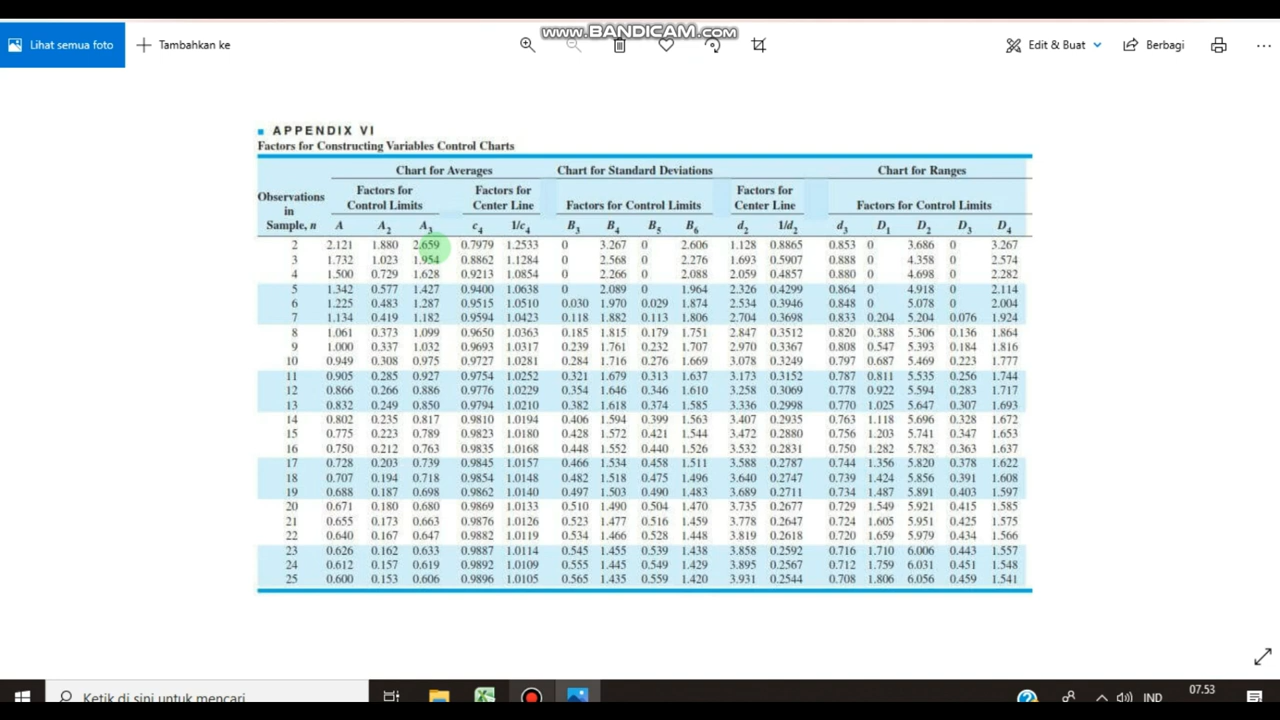 www.BANDICAM.com
Lihat semua foto
Tambahkan ke
Edit & Buat
Berbagi
APPENDIX VI
Factors for Constructing Variables Control Charts
Chart for Averages Chart for Standard Deviations Chart for Ranges
Observations in Sample, n Factors for Control Limits Factors for Center Line Factors for Control Limits Factors for Center Line Factors for Control Limits
A A2 A3 c4 1/c4 B3 B4 B5 B6 d2 1/d2 d3 D1 D2 D3 D4
2 2.121 1.880 2.659 0.7979 1.2533 0 3.267 0 2.606 1.128 0.8865 0.853 0 3.686 0 3.267
3 1.732 1.023 1.954 0.8862 1.1284 0 2.568 0 2.276 1.693 0.5907 0.888 0 4.358 0 2.574
4 1.500 0.729 1.628 0.9213 1.0854 0 2.266 0 2.088 2.059 0.4857 0.880 0 4.698 0 2.282
5 1.342 0.577 1.427 0.9400 1.0638 0 2.089 0 1.964 2.326 0.4299 0.864 0 4.918 0 2.114
6 1.225 0.483 1.287 0.9515 1.0510 0.030 1.970 0.029 1.874 2.534 0.3946 0.848 0 5.078 0 2.004
7 1.134 0.419 1.182 0.9594 1.0423 0.118 1.882 0.113 1.806 2.704 0.3698 0.833 0.204 5.204 0.076 1.924
8 1.061 0.373 1.099 0.9650 1.0363 0.185 1.815 0.179 1.751 2.847 0.3512 0.820 0.388 5.306 0.136 1.864
9 1.000 0.337 1.032 0.9693 1.0317 0.239 1.761 0.232 1.707 2.970 0.3367 0.808 0.547 5.393 0.184 1.816
10 0.949 0.308 0.975 0.9727 1.0281 0.284 1.716 0.276 1.669 3.078 0.3249 0.797 0.687 5.469 0.223 1.777
11 0.905 0.285 0.927 0.9754 1.0252 0.321 1.679 0.313 1.637 3.173 0.3152 0.787 0.811 5.535 0.256 1.744
12 0.866 0.266 0.886 0.9776 1.0229 0.354 1.646 0.346 1.610 3.258 0.3069 0.778 0.922 5.594 0.283 1.717
13 0.832 0.249 0.850 0.9794 1.0210 0.382 1.618 0.374 1.585 3.336 0.2998 0.770 1.025 5.647 0.307 1.693
14 0.802 0.235 0.817 0.9810 1.0194 0.406 1.594 0.399 1.563 3.407 0.2935 0.763 1.118 5.696 0.328 1.672
15 0.775 0.223 0.789 0.9823 1.0180 0.428 1.572 0.421 1.544 3.472 0.2880 0.756 1.203 5.741 0.347 1.653
16 0.750 0.212 0.763 0.9835 1.0168 0.448 1.552 0.440 1.526 3.532 0.2831 0.750 1.282 5.782 0.363 1.637
17 0.728 0.203 0.739 0.9845 1.0157 0.466 1.534 0.458 1.511 3.588 0.2787 0.744 1.356 5.820 0.378 1.622
18 0.707 0.194 0.718 0.9854 1.0148 0.482 1.518 0.475 1.496 3.640 0.2747 0.739 1.424 5.856 0.391 1.608
19 0.688 0.187 0.698 0.9862 1.0140 0.497 1.503 0.490 1.483 3.689 0.2711 0.734 1.487 5.891 0.403 1.597
20 0.671 0.180 0.680 0.9869 1.0133 0.510 1.490 0.504 1.470 3.735 0.2677 0.729 1.549 5.921 0.415 1.585
21 0.655 0.173 0.663 0.9876 1.0126 0.523 1.477 0.516 1.459 3.778 0.2647 0.724 1.605 5.951 0.425 1.575
22 0.640 0.167 0.647 0.9882 1.0119 0.534 1.466 0.528 1.448 3.819 0.2618 0.720 1.659 5.979 0.434 1.566
23 0.626 0.162 0.633 0.9887 1.0114 0.545 1.455 0.539 1.438 3.858 0.2592 0.716 1.710 6.006 0.443 1.557
24 0.612 0.157 0.619 0.9892 1.0109 0.555 1.445 0.549 1.429 3.895 0.2567 0.712 1.759 6.031 0.451 1.548
25 0.600 0.153 0.606 0.9896 1.0105 0.565 1.435 0.559 1.420 3.931 0.2544 0.708 1.806 6.056 0.459 1.541
Ketik di sini untuk mencari
IND
07.53